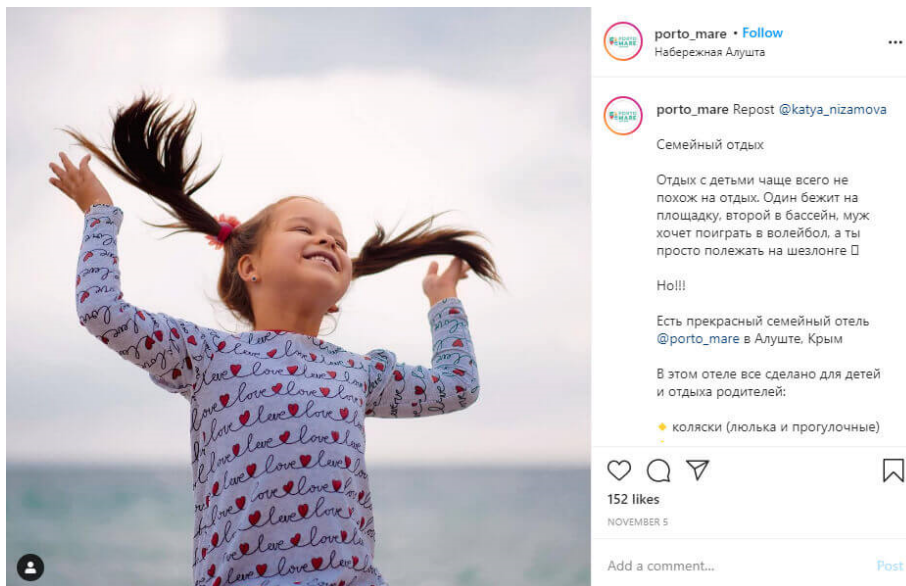 porto_mare • Follow
Набережная Алушта
porto_mare Repost @katya_nizamova
Семейный отдых
Отдых с детьми чаще всего не
похож на отдых. Один бежит на
площадку, второй в бассейн, муж
хочет поиграть в волейбол, а ты
просто полежать на шезлонге
Но!!!
Есть прекрасный семейный отель
@porto_mare в Алуште, Крым
В этом отеле все сделано для детей
и отдыха родителей:
коляски (люлька и прогулочные)
152 likes
NOVEMBER 5
Add a comment... Post
love love love love